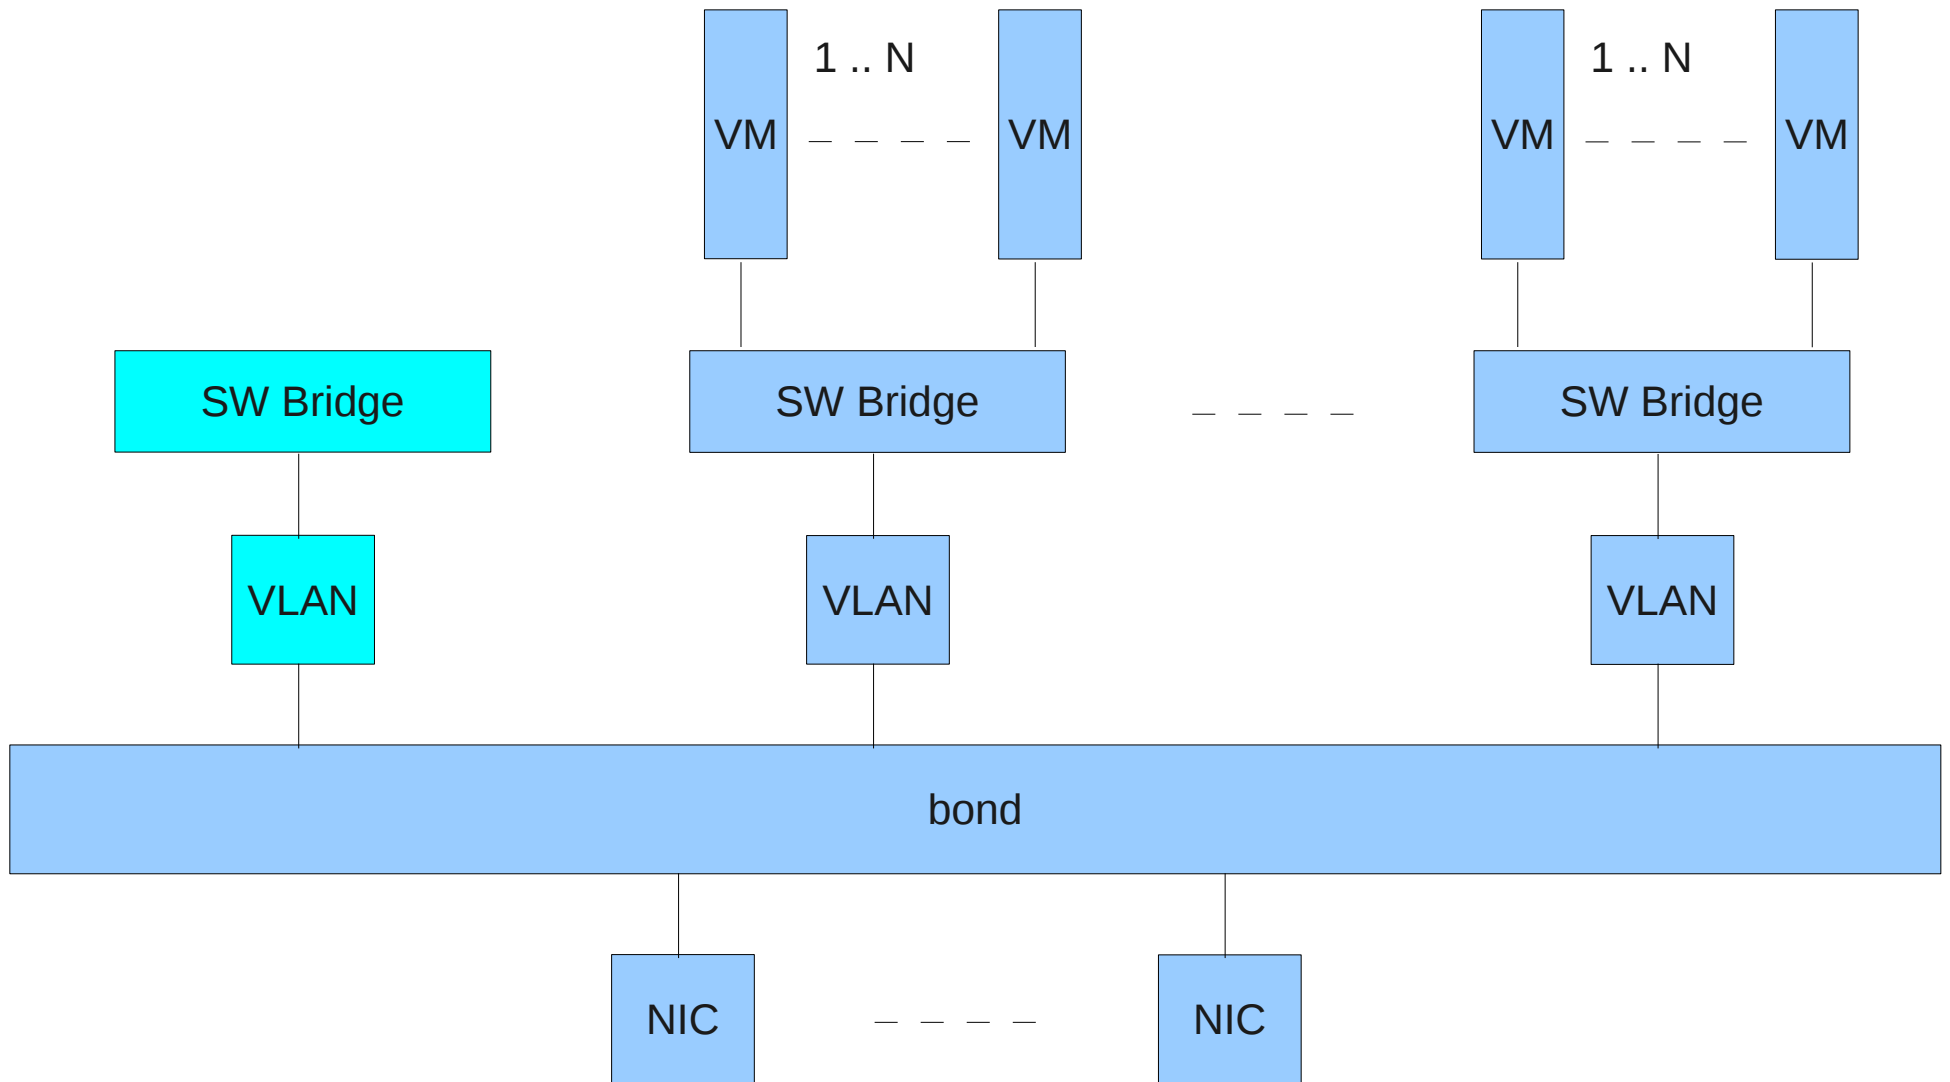 1 .. N
1 .. N
VM
VM
VM
VM
SW Bridge
SW Bridge
SW Bridge
VLAN
VLAN
VLAN
bond
NIC
NIC